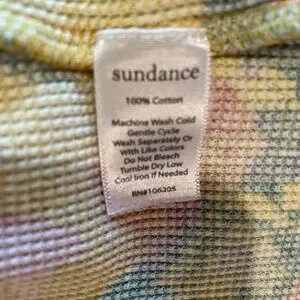 sundance
100% Cotton
Machine Wash Cold
Gentle Cycle
Wash Separately Or
With Like Colors
Do Not Bleach
Tumble Dry Low
Cool Iron If Needed
RN#106205